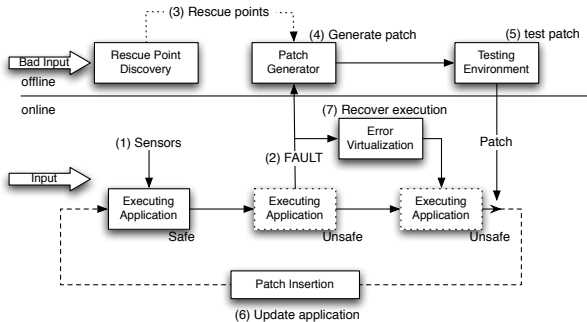 (3) Rescue points
(4) Generate patch
(5) test patch
Bad Input
Rescue Point
Discovery
Patch
Generator
Testing
Environment
offline
online
(7) Recover execution
(1) Sensors
Error
Virtualization
(2) FAULT
Patch
Input
Executing
Application
Executing
Application
Executing
Application
Safe
Unsafe
Unsafe
Patch Insertion
(6) Update application